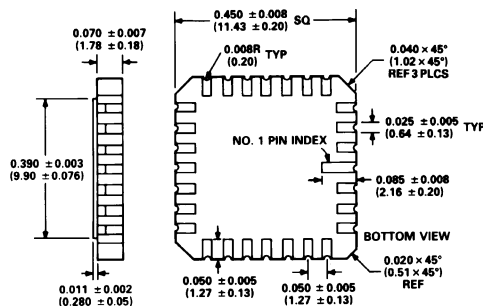 0.070 ±0.007
(1.78 ± 0.18)
0.450 ±0.008
(11.43 ± 0.20)
SQ
0.008R
(0.20)
TYP
0.040 × 45°
(1.02 × 45°)
REF 3 PLCS
0.025 ±0.005
(0.64 ± 0.13)
TYP
NO. 1 PIN INDEX
0.390 ±0.003
(9.90 ± 0.076)
0.085 ±0.008
(2.16 ± 0.20)
BOTTOM VIEW
0.020 × 45°
(0.51 × 45°)
REF
0.011 ±0.002
(0.280 ± 0.05)
0.050 ±0.005
(1.27 ± 0.13)
0.050 ±0.005
(1.27 ± 0.13)